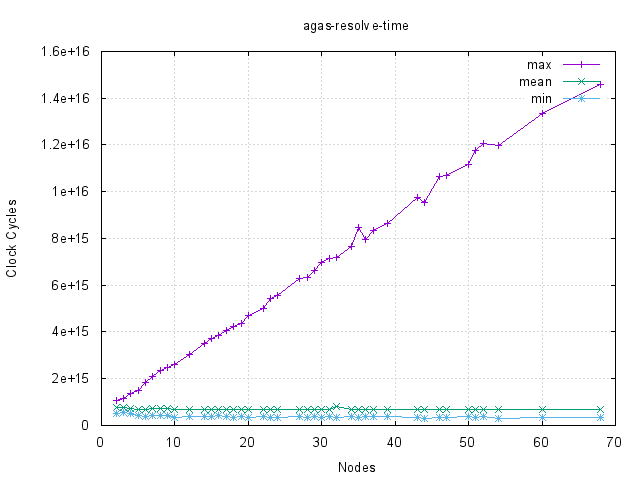 agas-resolve-time
1.6e+16
1.4e+16
1.2e+16
1e+16
8e+15
6e+15
4e+15
2e+15
0
Clock Cycles
max
mean
min
0 10 20 30 40 50 60 70
Nodes